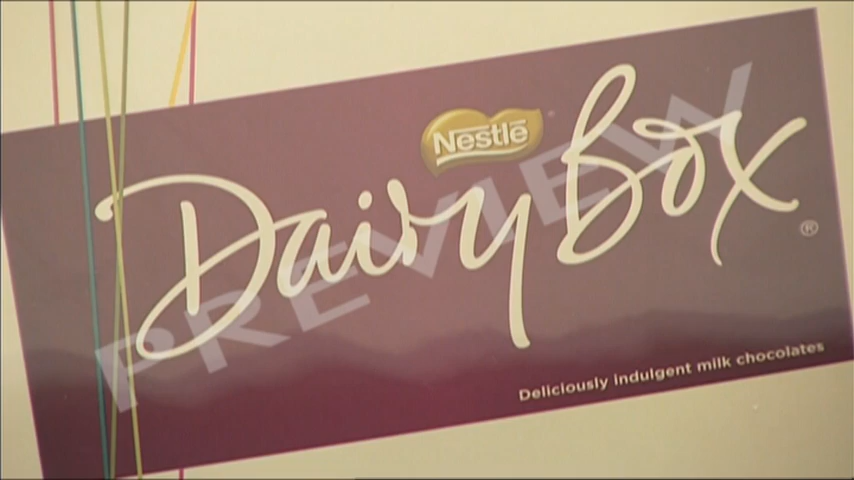 Nestlé
Dairy Box ®
Deliciously indulgent milk chocolates
PREVIEW